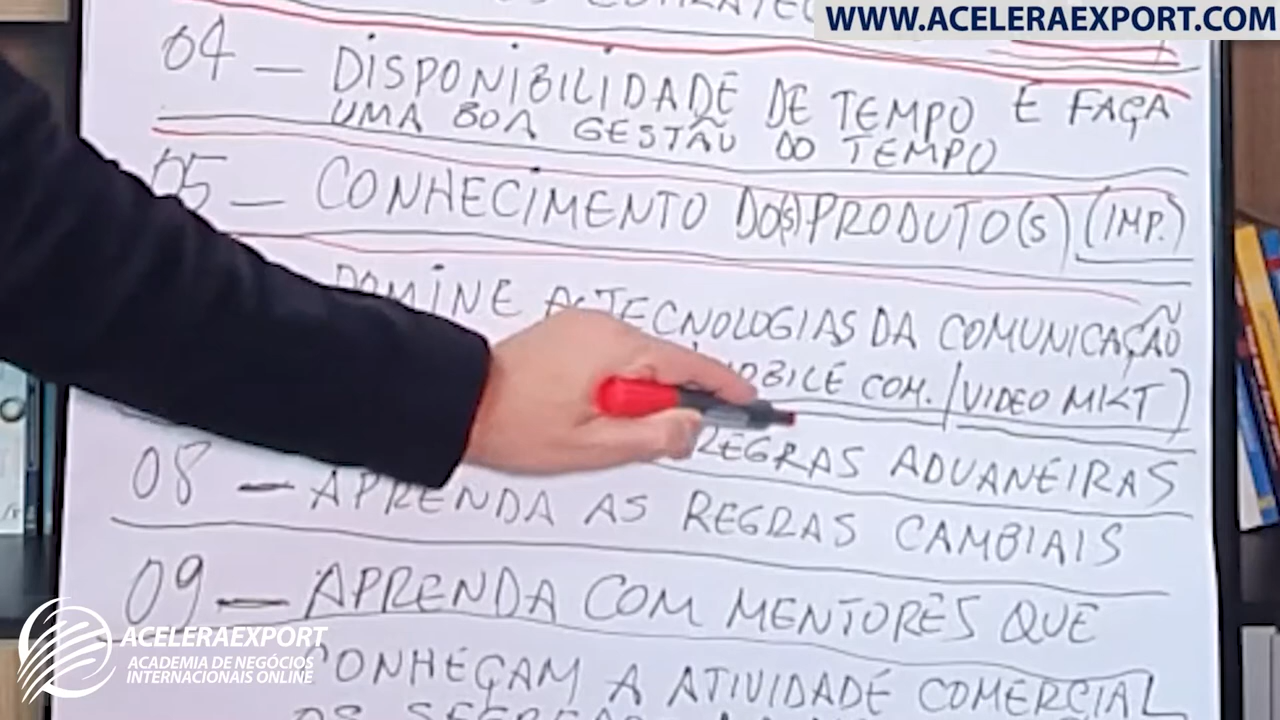 WWW.ACELERAEXPORT.COM
04 — DISPONIBILIDADE DE TEMPO E FAÇA
UMA BOA GESTÃO DO TEMPO
05 — CONHECIMENTO DO(S) PRODUTO(S) (IMP.)
DOMINE AS TECNOLOGIAS DA COMUNICAÇÃO
COM. / VIDEO MKT)
REGRAS ADUANEIRAS
08 — APRENDA AS REGRAS CAMBIAIS
09 — APRENDA COM MENTORES QUE
CONHEÇAM A ATIVIDADE COMERCIAL
ACELERAEXPORT
ACADEMIA DE NEGÓCIOS
INTERNACIONAIS ONLINE